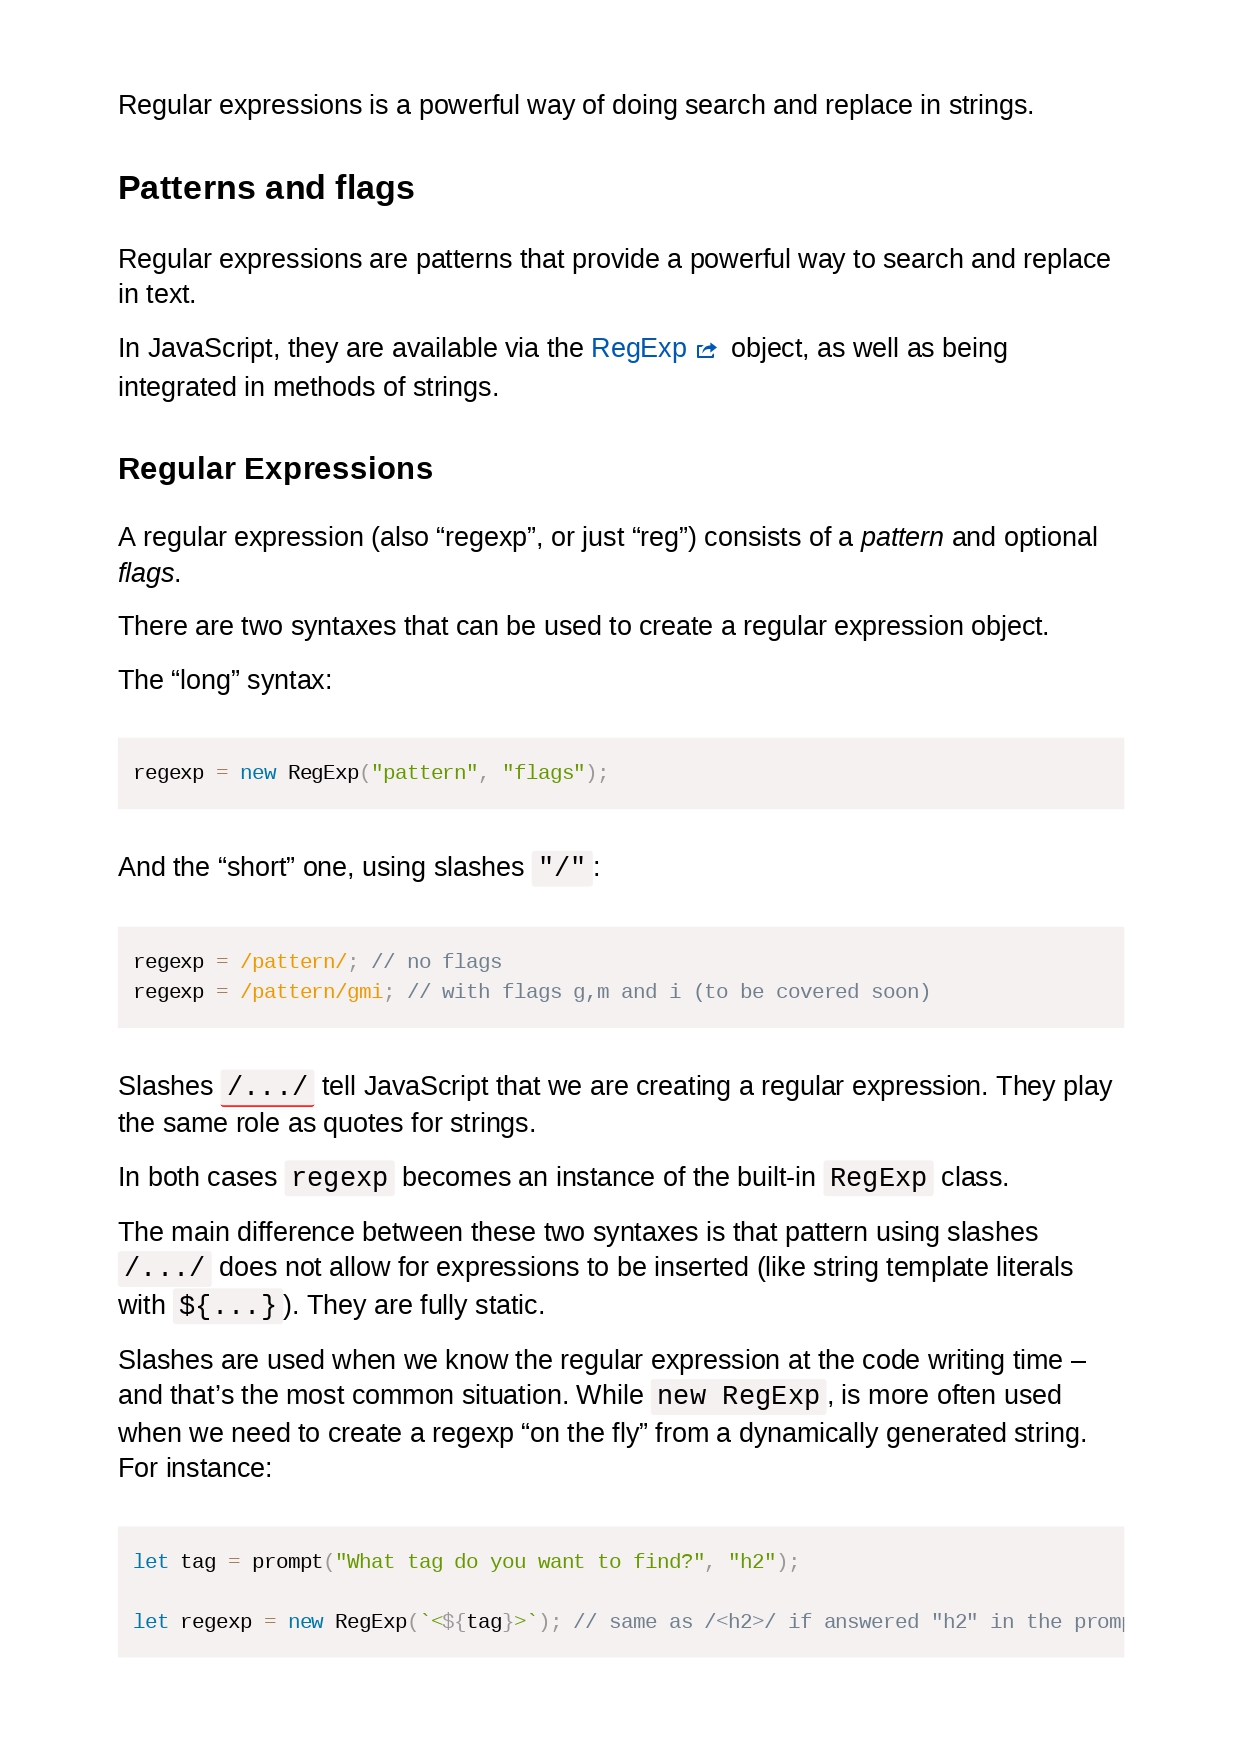 Regular expressions is a powerful way of doing search and replace in strings.
Patterns and flags
Regular expressions are patterns that provide a powerful way to search and replace
in text.
In JavaScript, they are available via the RegExp object, as well as being
integrated in methods of strings.
Regular Expressions
A regular expression (also “regexp”, or just “reg”) consists of a pattern and optional
flags.
There are two syntaxes that can be used to create a regular expression object.
The “long” syntax:
regexp = new RegExp("pattern", "flags");
And the “short” one, using slashes "/":
regexp = /pattern/; // no flags
regexp = /pattern/gmi; // with flags g,m and i (to be covered soon)
Slashes /.../ tell JavaScript that we are creating a regular expression. They play
the same role as quotes for strings.
In both cases regexp becomes an instance of the built-in RegExp class.
The main difference between these two syntaxes is that pattern using slashes
/.../ does not allow for expressions to be inserted (like string template literals
with ${...}). They are fully static.
Slashes are used when we know the regular expression at the code writing time –
and that’s the most common situation. While new RegExp, is more often used
when we need to create a regexp “on the fly” from a dynamically generated string.
For instance:
let tag = prompt("What tag do you want to find?", "h2");
let regexp = new RegExp(`<${tag}>`); // same as /<h2>/ if answered "h2" in the